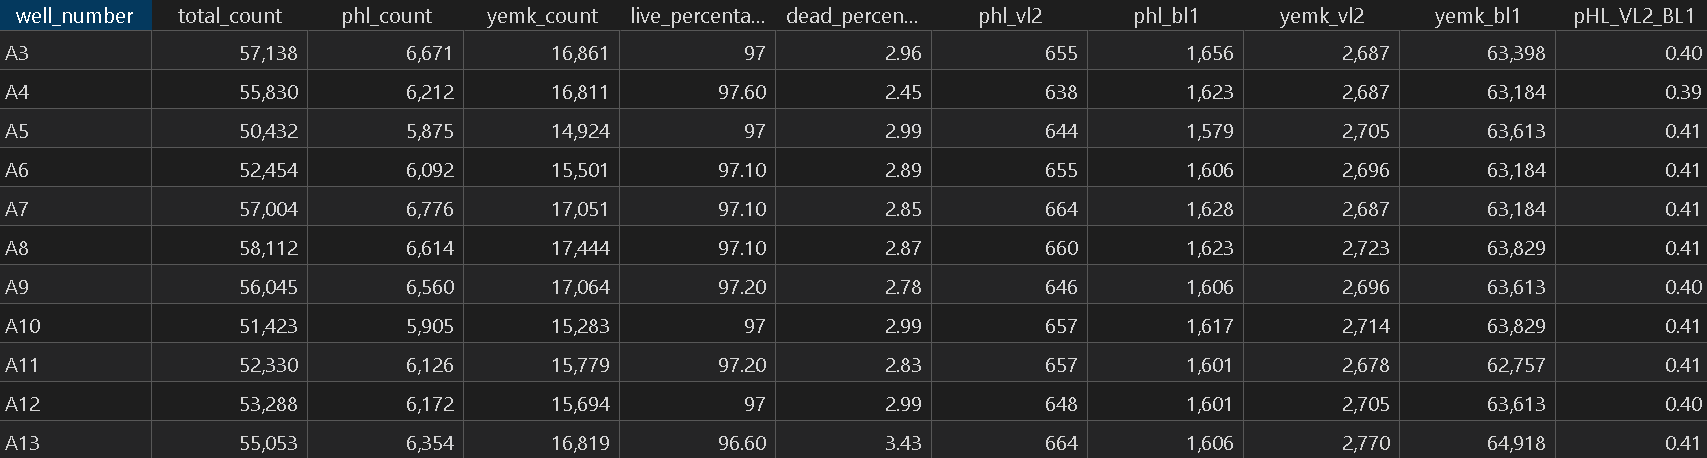 well_number total_count phl_count yemk_count live_percenta... dead_percen... phl_vl2 phl_bl1 yemk_vl2 yemk_bl1 pHL_VL2_BL1
A3 57,138 6,671 16,861 97 2.96 655 1,656 2,687 63,398 0.40
A4 55,830 6,212 16,811 97.60 2.45 638 1,623 2,687 63,184 0.39
A5 50,432 5,875 14,924 97 2.99 644 1,579 2,705 63,613 0.41
A6 52,454 6,092 15,501 97.10 2.89 655 1,606 2,696 63,184 0.41
A7 57,004 6,776 17,051 97.10 2.85 664 1,628 2,687 63,184 0.41
A8 58,112 6,614 17,444 97.10 2.87 660 1,623 2,723 63,829 0.41
A9 56,045 6,560 17,064 97.20 2.78 646 1,606 2,696 63,613 0.40
A10 51,423 5,905 15,283 97 2.99 657 1,617 2,714 63,829 0.41
A11 52,330 6,126 15,779 97.20 2.83 657 1,601 2,678 62,757 0.41
A12 53,288 6,172 15,694 97 2.99 648 1,601 2,705 63,613 0.40
A13 55,053 6,354 16,819 96.60 3.43 664 1,606 2,770 64,918 0.41